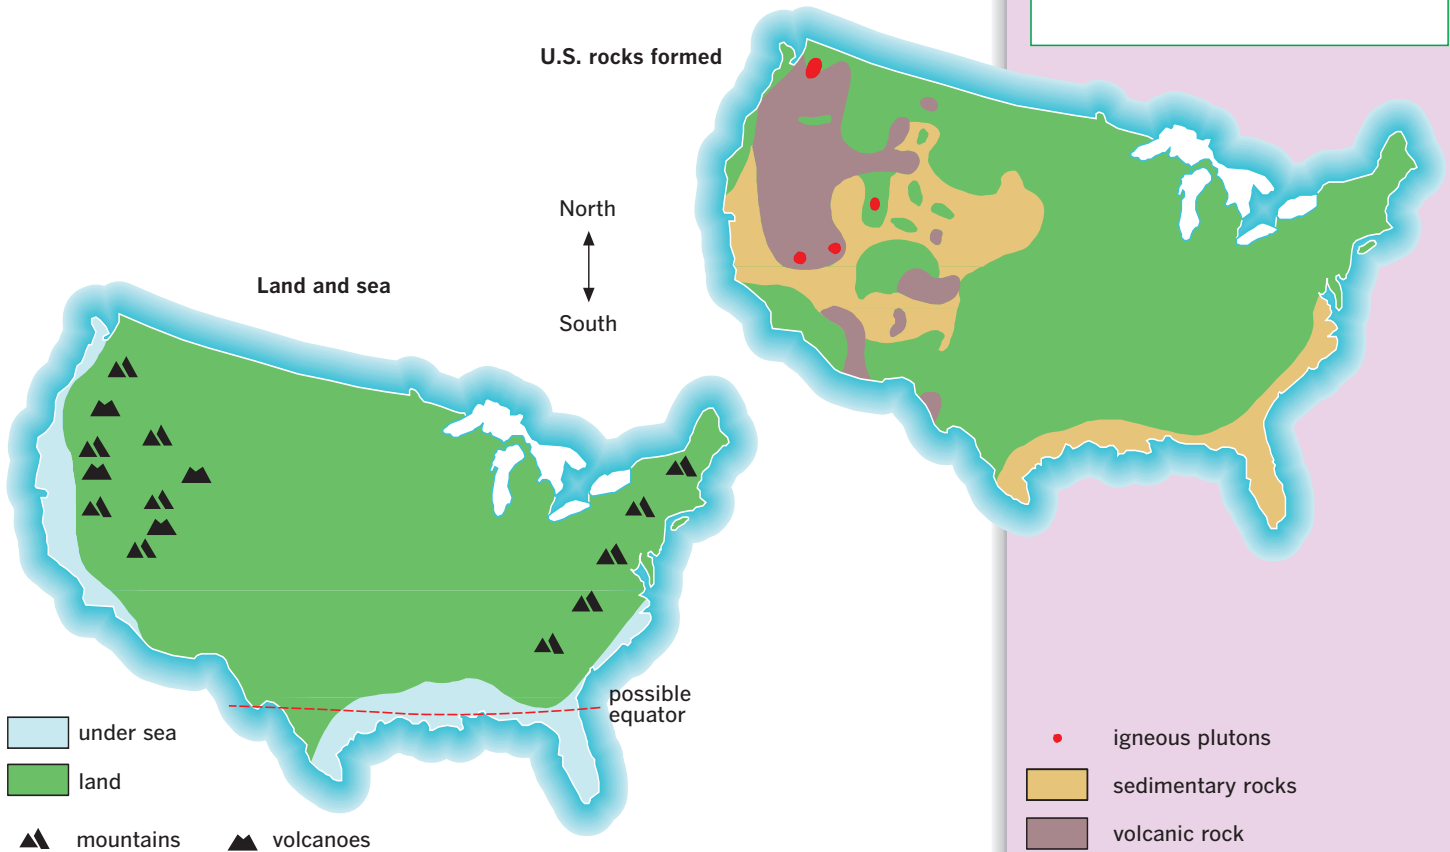 U.S. rocks formed
North
South
Land and sea
possible
equator
under sea
land
mountains
volcanoes
igneous plutons
sedimentary rocks
volcanic rock